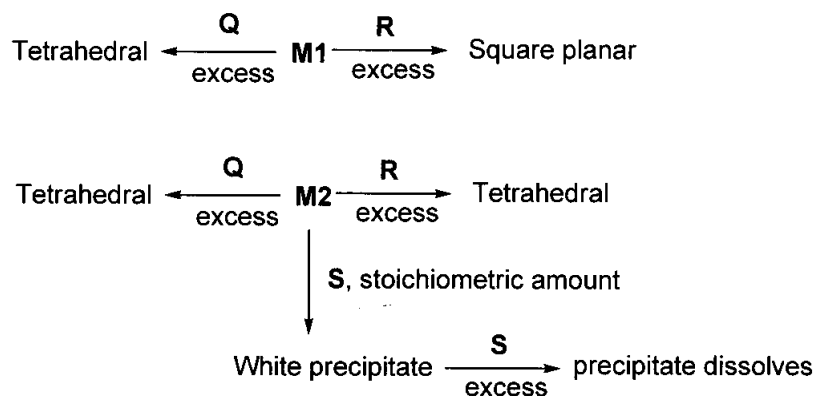 Q R
Tetrahedral M1 Square planar
excess excess
Q R
Tetrahedral M2 Tetrahedral
excess excess
S, stoichiometric amount
S
White precipitate precipitate dissolves
excess